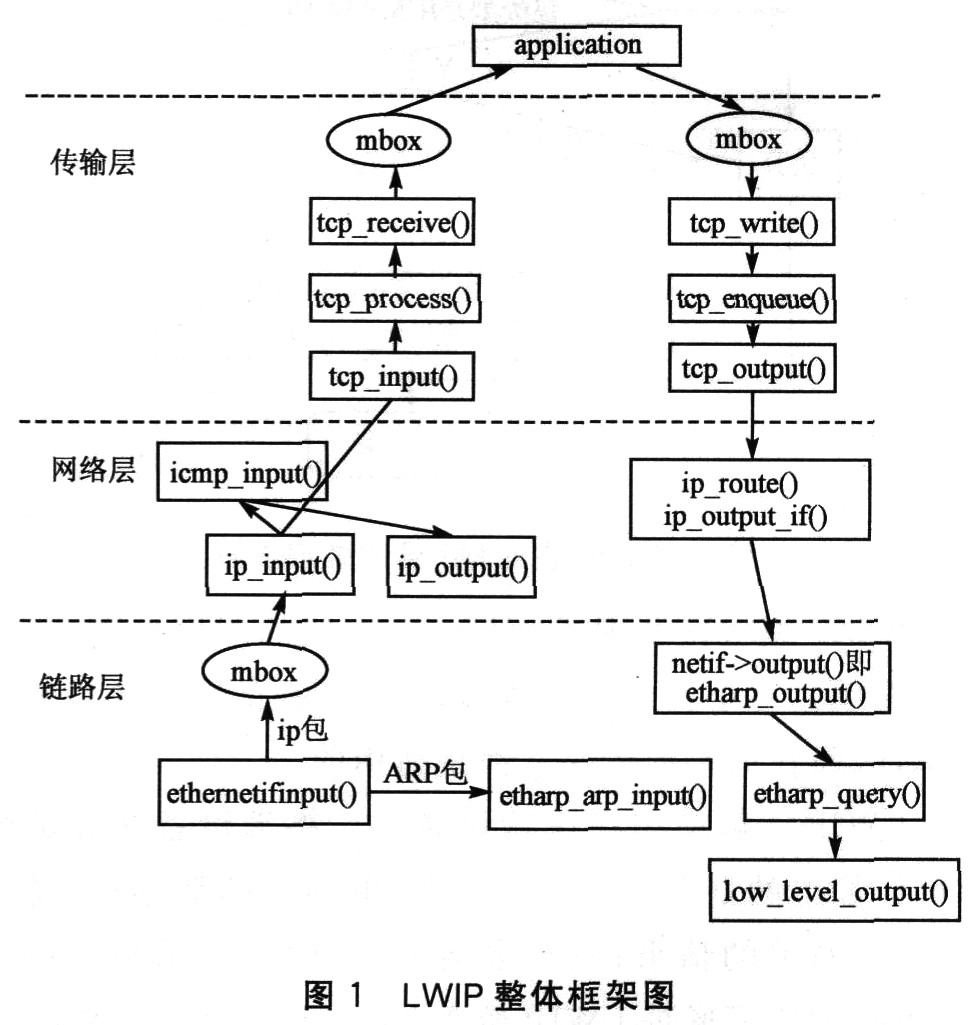 application
mbox
mbox
传输层
tcp_receive()
tcp_write()
tcp_process()
tcp_enqueue()
tcp_input()
tcp_output()
网络层
icmp_input()
ip_route()
ip_output_if()
ip_input()
ip_output()
链路层
mbox
netif->output()即
etharp_output()
ip包
ethernetifinput()
ARP包
etharp_arp_input()
etharp_query()
low_level_output()
图 1 LWIP 整体框架图